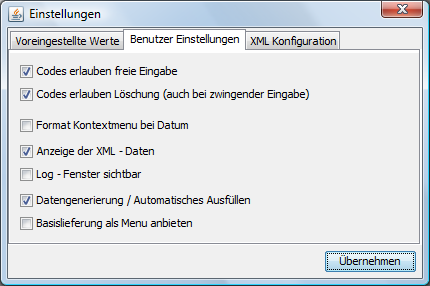 Einstellungen
Voreingestellte Werte Benutzer Einstellungen XML Konfiguration
Codes erlauben freie Eingabe
Codes erlauben Löschung (auch bei zwingender Eingabe)
Format Kontextmenu bei Datum
Anzeige der XML - Daten
Log - Fenster sichtbar
Datengenerierung / Automatisches Ausfüllen
Basislieferung als Menu anbieten
Übernehmen